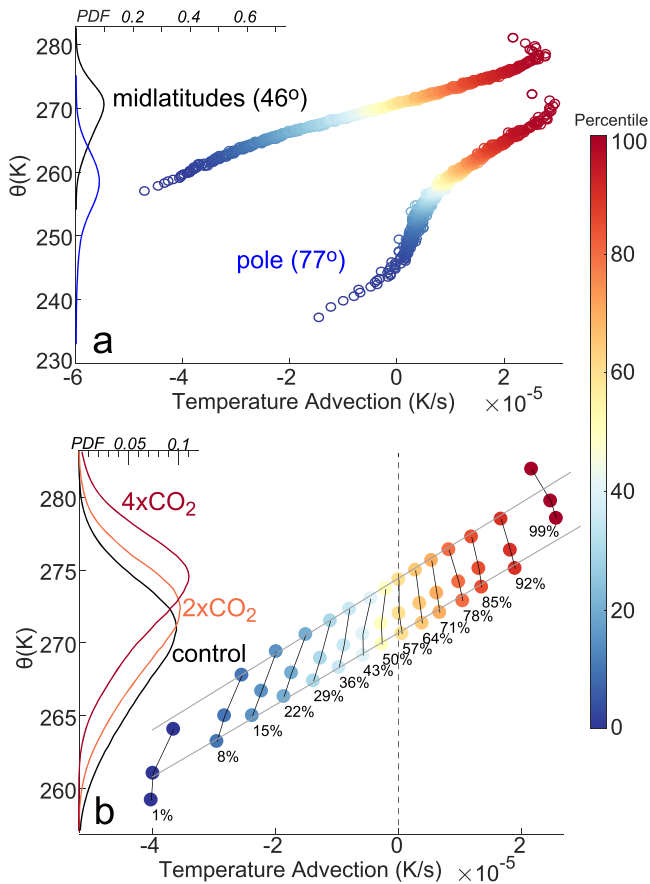 PDF 0.2 0.4 0.6
280
270
260
250
240
230
θ(K)
midlatitudes (46º)
pole (77º)
a
-6 -4 -2 0 2
Temperature Advection (K/s) ×10⁻⁵
Percentile
100
80
60
40
20
0
PDF 0.05 0.1
280
275
270
265
260
θ(K)
4xCO₂
2xCO₂
control
b
1%
8%
15%
22%
29%
36%
43%
50%
57%
64%
71%
78%
85%
92%
99%
-4 -2 0 2
Temperature Advection (K/s) ×10⁻⁵